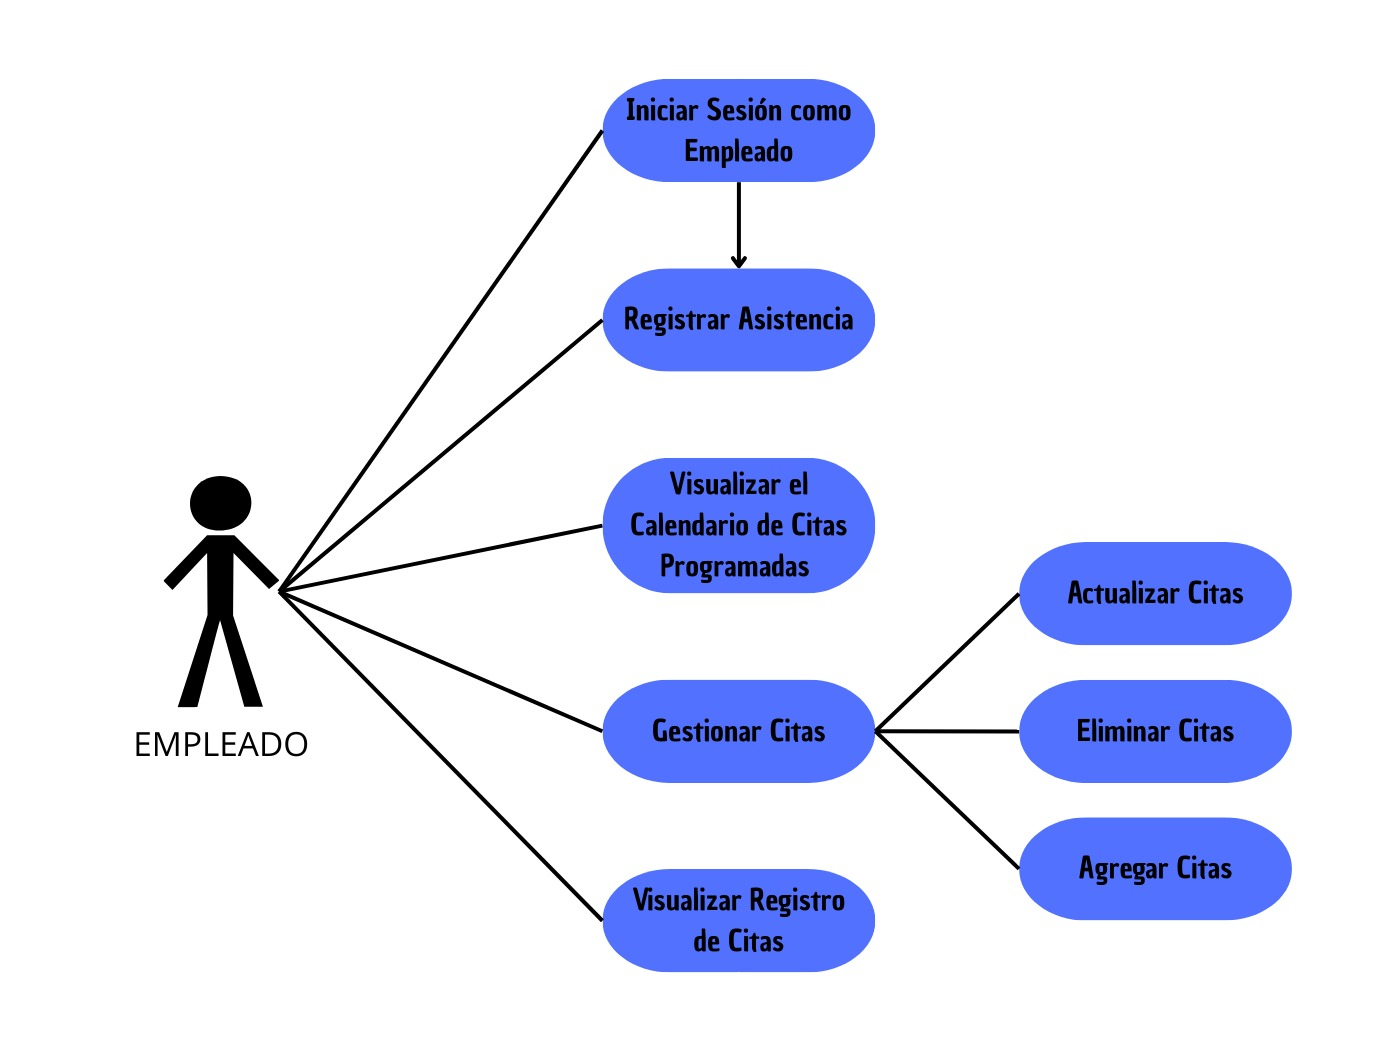 Iniciar Sesión como
Empleado
Registrar Asistencia
Visualizar el
Calendario de Citas
Programadas
Actualizar Citas
Gestionar Citas
Eliminar Citas
EMPLEADO
Agregar Citas
Visualizar Registro
de Citas